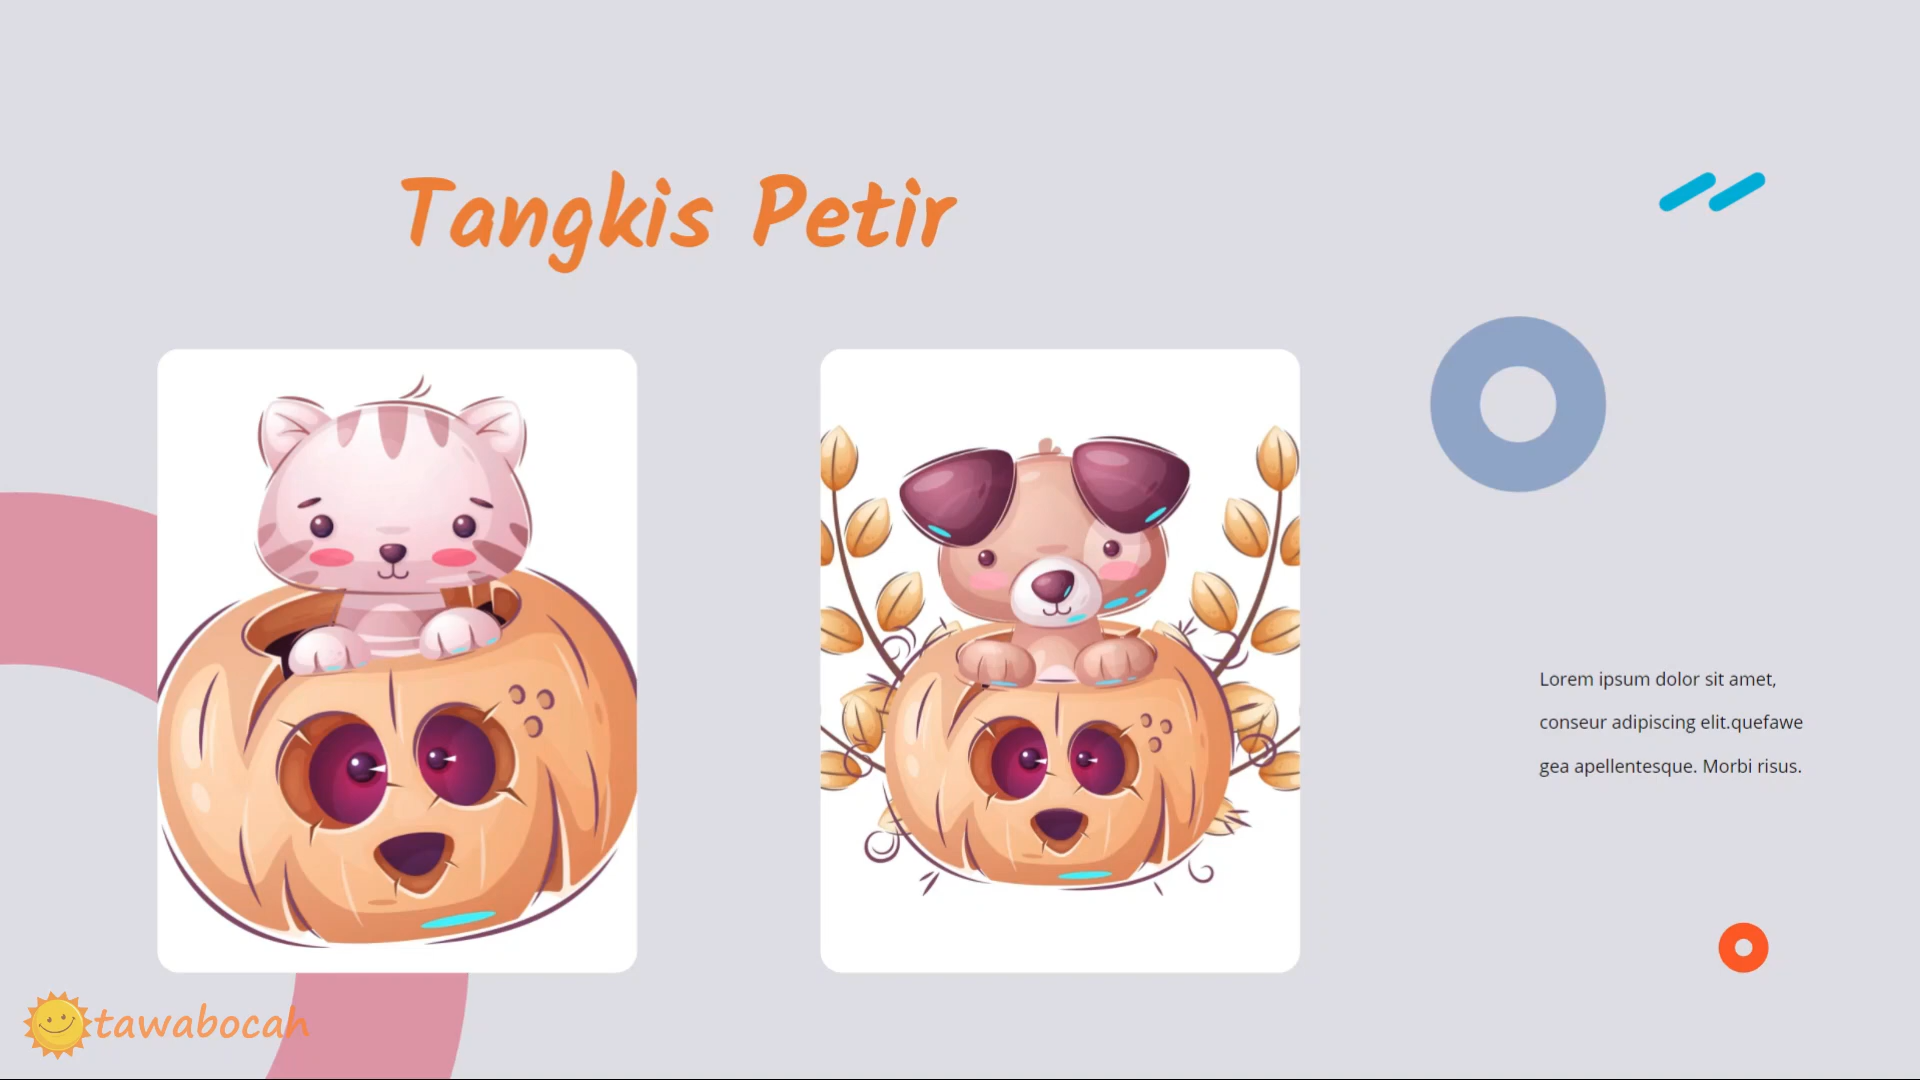 Tangkis Petir
Lorem ipsum dolor sit amet,
conseur adipiscing elit.quefawe
gea apellentesque. Morbi risus.
tawabocah